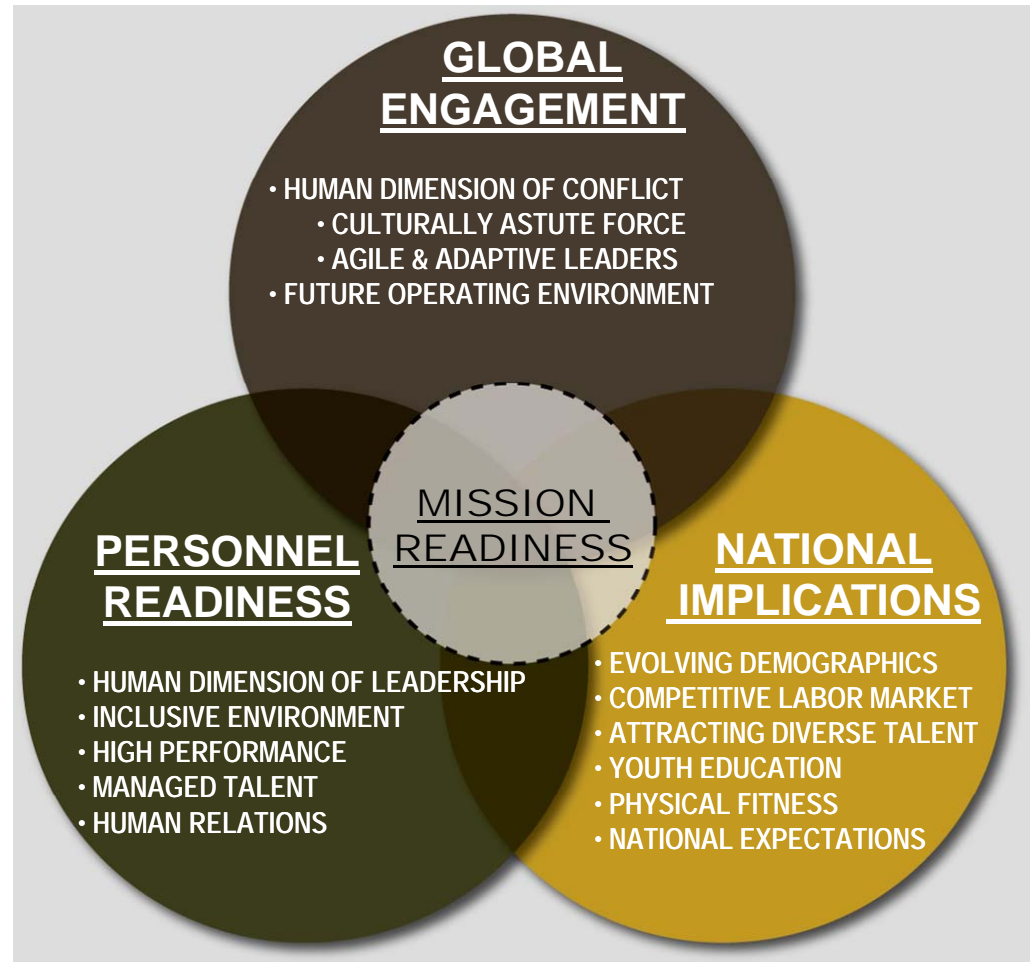 GLOBAL
ENGAGEMENT
• HUMAN DIMENSION OF CONFLICT
• CULTURALLY ASTUTE FORCE
• AGILE & ADAPTIVE LEADERS
• FUTURE OPERATING ENVIRONMENT
MISSION
READINESS
PERSONNEL
READINESS
• HUMAN DIMENSION OF LEADERSHIP
• INCLUSIVE ENVIRONMENT
• HIGH PERFORMANCE
• MANAGED TALENT
• HUMAN RELATIONS
NATIONAL
IMPLICATIONS
• EVOLVING DEMOGRAPHICS
• COMPETITIVE LABOR MARKET
• ATTRACTING DIVERSE TALENT
• YOUTH EDUCATION
• PHYSICAL FITNESS
• NATIONAL EXPECTATIONS